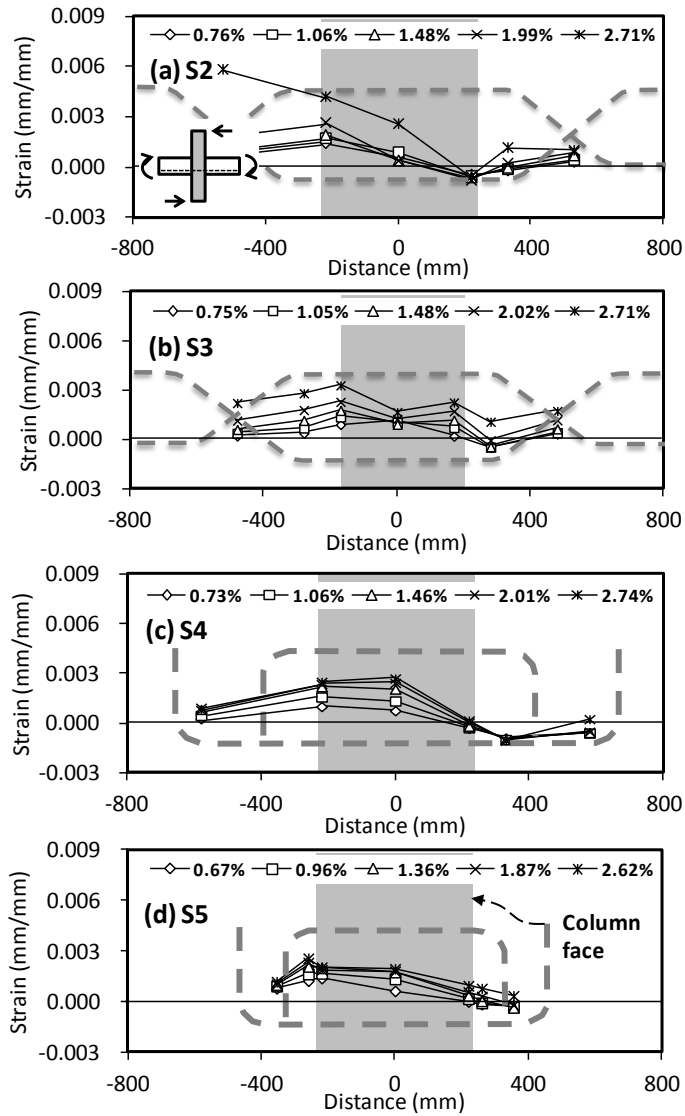 0.76% 1.06% 1.48% 1.99% 2.71%
(a) S2
Strain (mm/mm)
0.009
0.006
0.003
0.000
-0.003
-800 -400 0 400 800
Distance (mm)
0.75% 1.05% 1.48% 2.02% 2.71%
(b) S3
Strain (mm/mm)
0.009
0.006
0.003
0.000
-0.003
-800 -400 0 400 800
Distance (mm)
0.73% 1.06% 1.46% 2.01% 2.74%
(c) S4
Strain (mm/mm)
0.009
0.006
0.003
0.000
-0.003
-800 -400 0 400 800
Distance (mm)
0.67% 0.96% 1.36% 1.87% 2.62%
(d) S5
Column
face
Strain (mm/mm)
0.009
0.006
0.003
0.000
-0.003
-800 -400 0 400 800
Distance (mm)